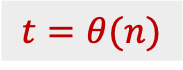 t = θ(n)